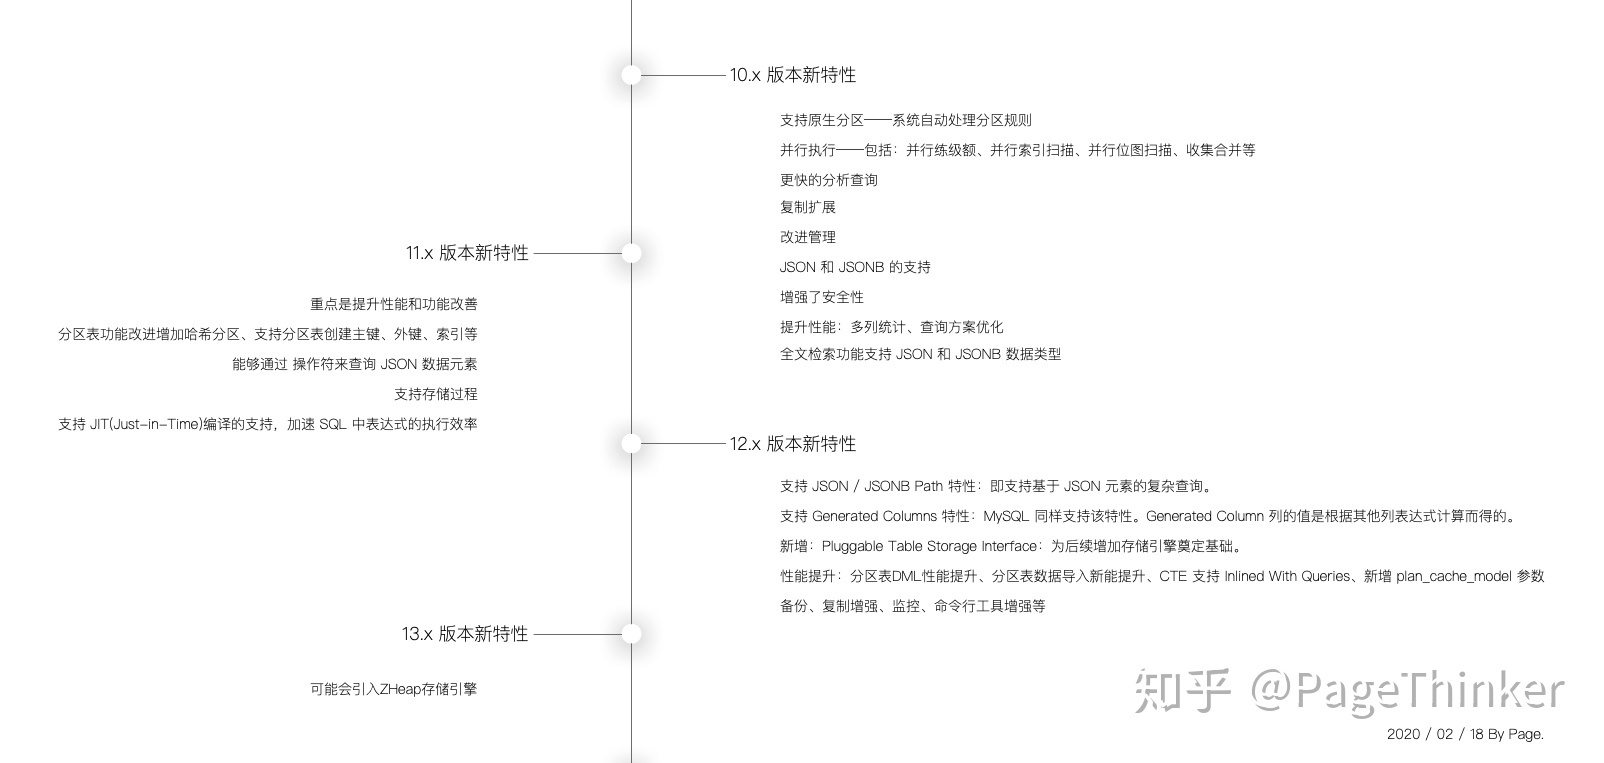 10.x 版本新特性
支持原生分区——系统自动处理分区规则
并行执行——包括：并行练级额、并行索引扫描、并行位图扫描、收集合并等
更快的分析查询
复制扩展
改进管理
JSON 和 JSONB 的支持
增强了安全性
提升性能：多列统计、查询方案优化
全文检索功能支持 JSON 和 JSONB 数据类型
11.x 版本新特性
重点是提升性能和功能改善
分区表功能改进增加哈希分区、支持分区表创建主键、外键、索引等
能够通过 操作符来查询 JSON 数据元素
支持存储过程
支持 JIT(Just-in-Time)编译的支持，加速 SQL 中表达式的执行效率
12.x 版本新特性
支持 JSON / JSONB Path 特性：即支持基于 JSON 元素的复杂查询。
支持 Generated Columns 特性：MySQL 同样支持该特性。Generated Column 列的值是根据其他列表达式计算而得的。
新增：Pluggable Table Storage Interface：为后续增加存储引擎奠定基础。
性能提升：分区表DML性能提升、分区表数据导入新能提升、CTE 支持 Inlined With Queries、新增 plan_cache_model 参数
备份、复制增强、监控、命令行工具增强等
13.x 版本新特性
可能会引入ZHeap存储引擎
知乎 @PageThinker
2020 / 02 / 18 By Page.